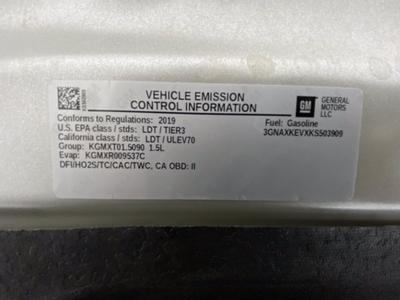 VEHICLE EMISSION
CONTROL INFORMATION
GM
GENERAL
MOTORS
LLC
Conforms to Regulations: 2019
U.S. EPA class / stds: LDT / TIER3
California class / stds: LDT / ULEV70
Group: KGMXT01.5090 1.5L
Evap: KGMXR009537C
DFI/HO2S/TC/CAC/TWC, CA OBD: II
Fuel: Gasoline
3GNAXKEVXKS503909